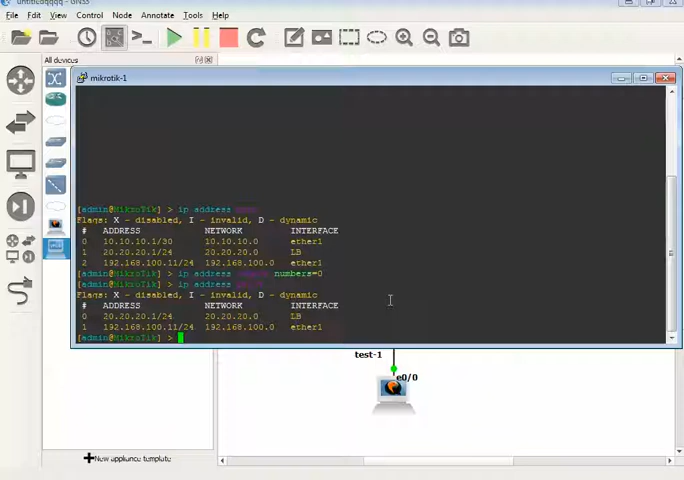 untitledqqqq - GNS3
File Edit View Control Node Annotate Tools Help
All devices
mikrotik-1
[admin@MikroTik] > ip address
Flags: X - disabled, I - invalid, D - dynamic
# ADDRESS NETWORK INTERFACE
0 10.10.10.1/30 10.10.10.0 ether1
1 20.20.20.1/24 20.20.20.0 LB
2 192.168.100.11/24 192.168.100.0 ether1
[admin@MikroTik] > ip address numbers=0
[admin@MikroTik] > ip address
Flags: X - disabled, I - invalid, D - dynamic
# ADDRESS NETWORK INTERFACE
0 20.20.20.1/24 20.20.20.0 LB
1 192.168.100.11/24 192.168.100.0 ether1
[admin@MikroTik] >
test-1
e0/0
New appliance template